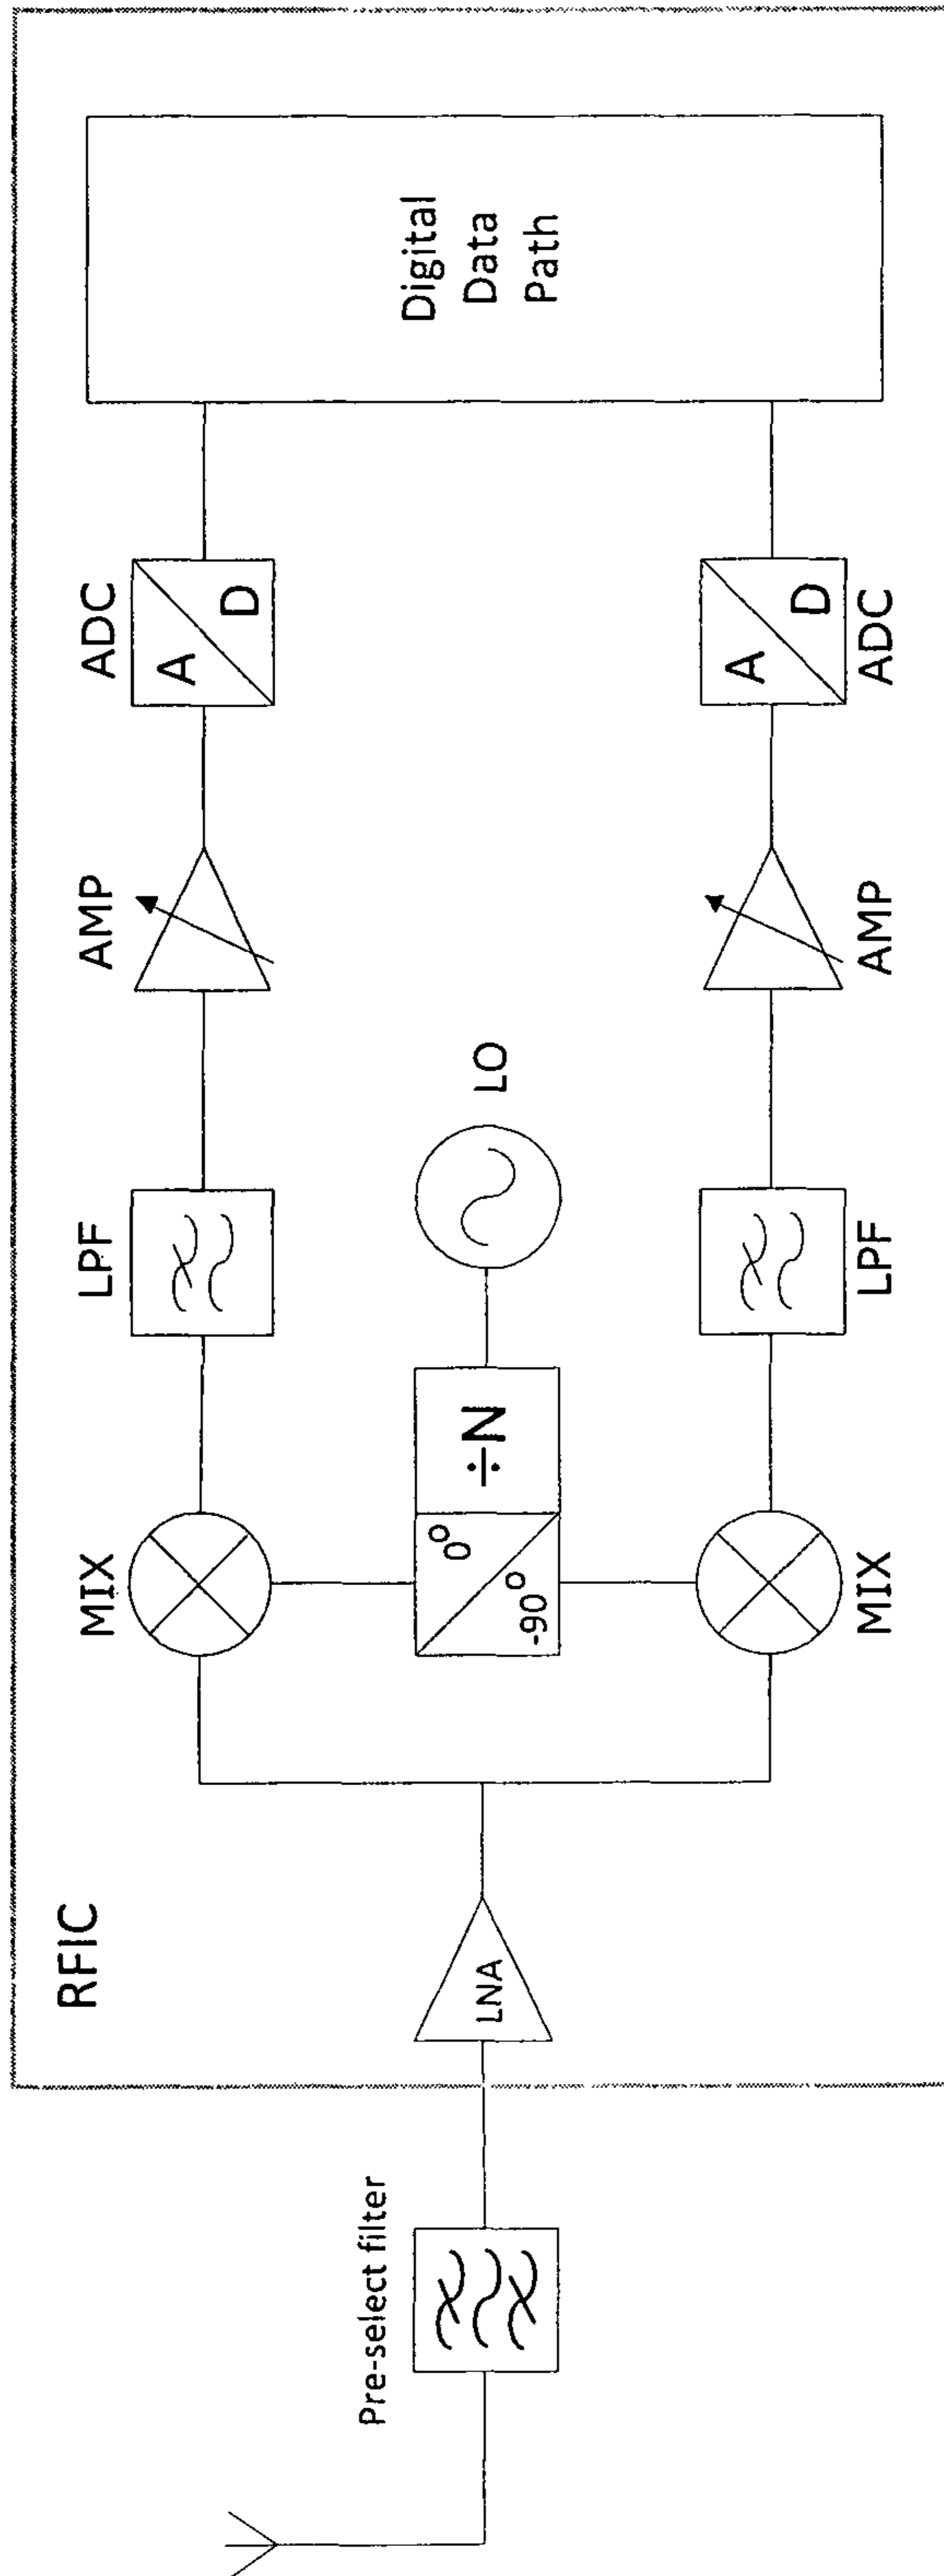 RFIC
Pre-select filter
LNA
MIX
LPF
AMP
ADC
A
D
0°
-90°
÷N
LO
Digital
Data
Path
A
D
MIX
LPF
AMP
ADC